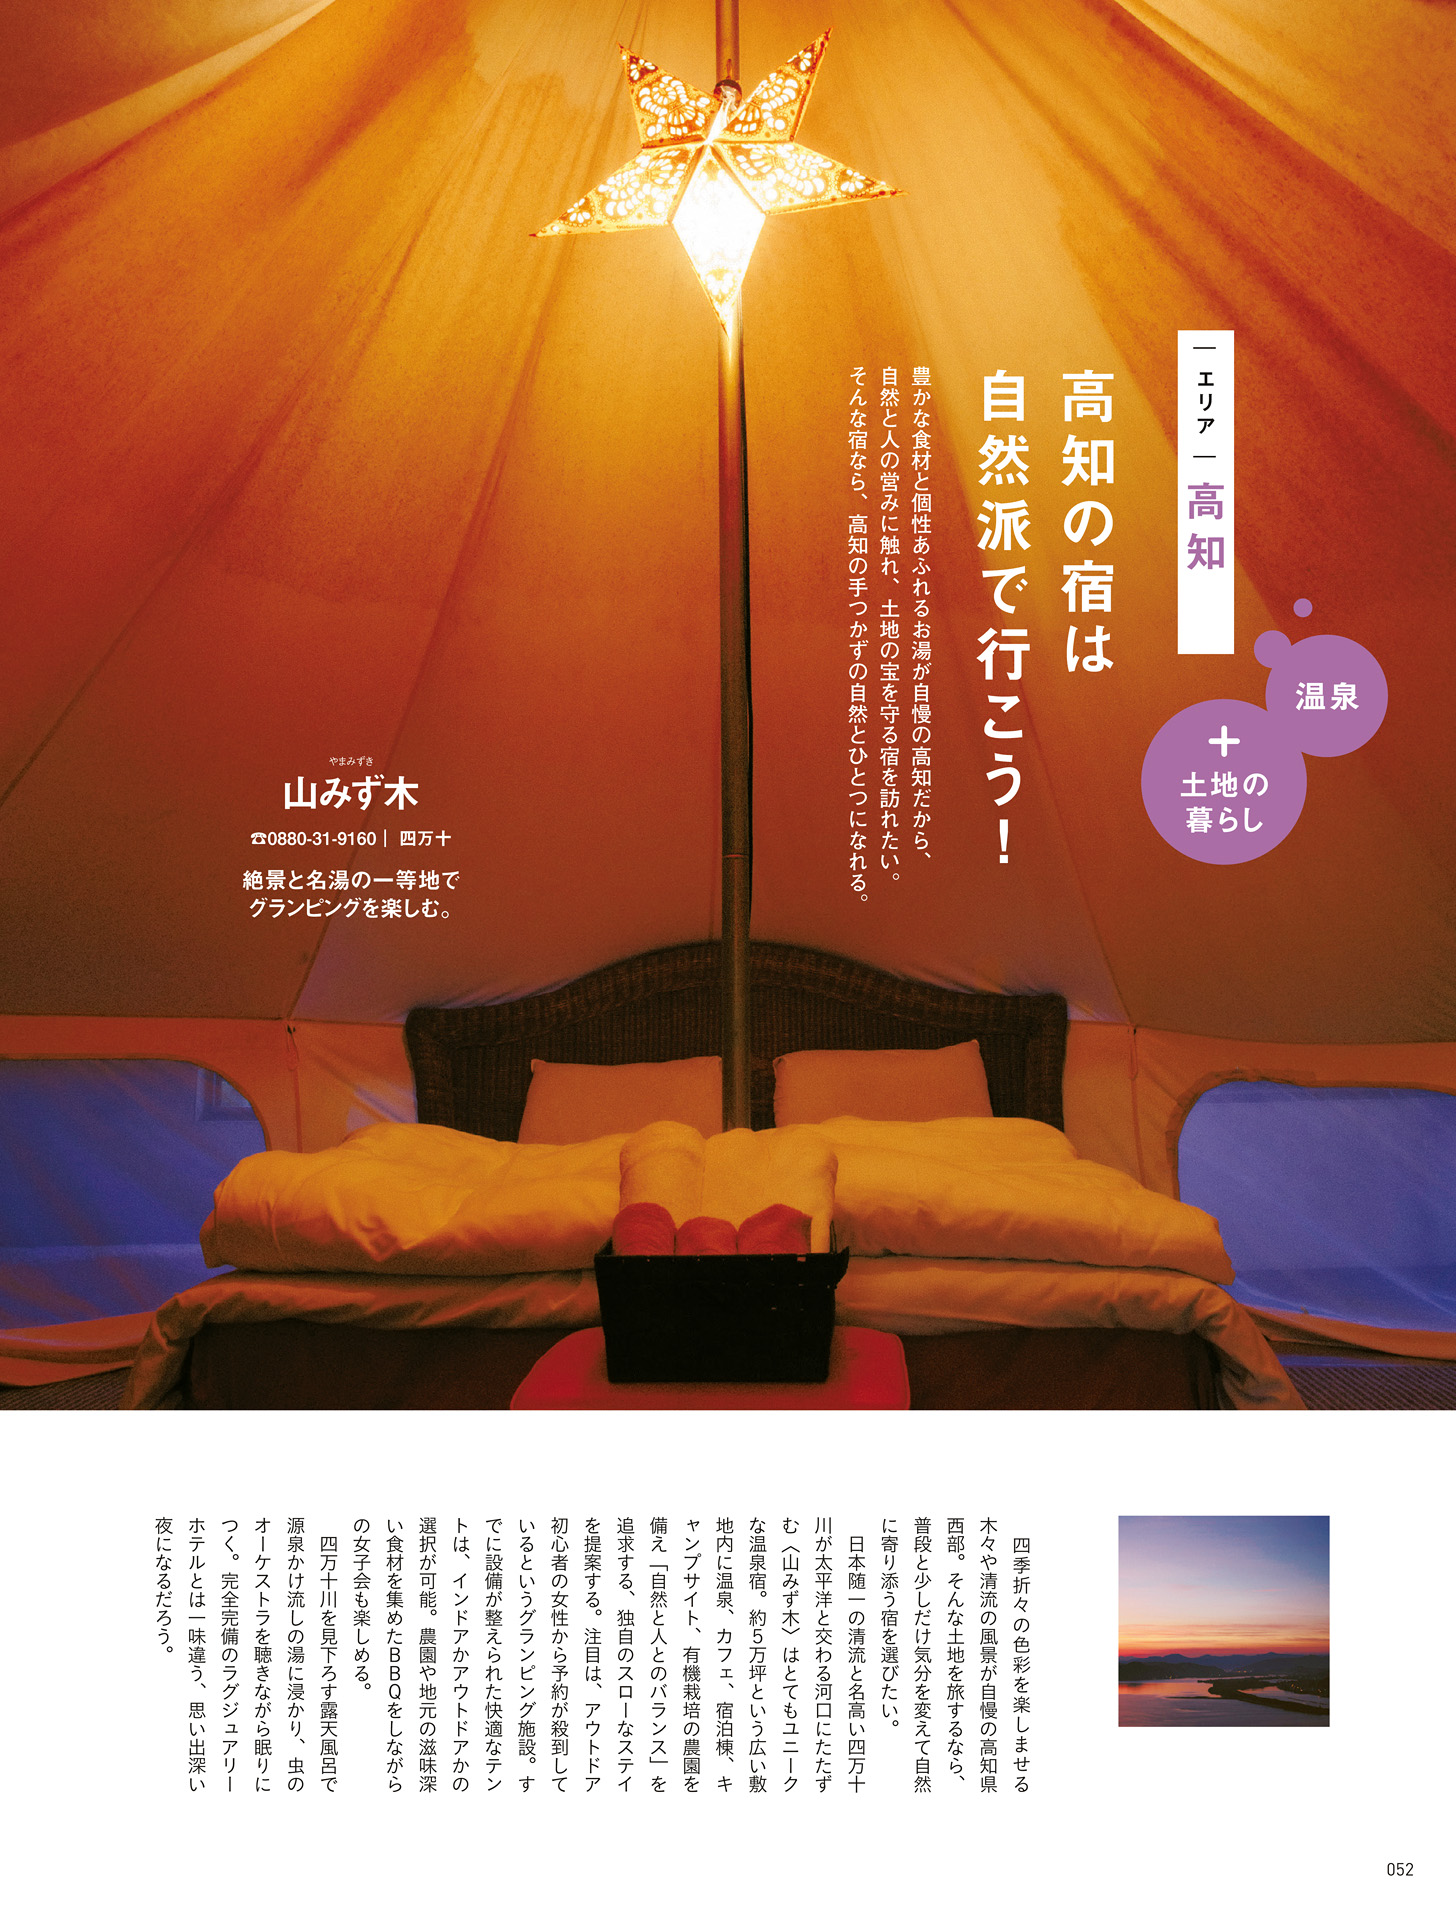 ｜エリア｜高知
温泉
＋
土地の
暮らし
高知の宿は
自然派で行こう！
豊かな食材と個性あふれるお湯が自慢の高知だから、
自然と人の営みに触れ、土地の宝を守る宿を訪れたい。
そんな宿なら、高知の手つかずの自然とひとつになれる。
やまみずき
山みず木
☎0880-31-9160｜ 四万十
絶景と名湯の一等地で
グランピングを楽しむ。
四季折々の色彩を楽しませる
木々や清流の風景が自慢の高知県
西部。そんな土地を旅するなら、
普段と少しだけ気分を変えて自然
に寄り添う宿を選びたい。
日本随一の清流と名高い四万十
川が太平洋と交わる河口にたたず
む〈山みず木〉はとてもユニーク
な温泉宿。約5万坪という広い敷
地内に温泉、カフェ、宿泊棟、キ
ャンプサイト、有機栽培の農園を
備え「自然と人とのバランス」を
追求する、独自のスローなステイ
を提案する。注目は、アウトドア
初心者の女性から予約が殺到して
いるというグランピング施設。す
でに設備が整えられた快適なテン
トは、インドアかアウトドアかの
選択が可能。農園や地元の滋味深
い食材を集めたBBQをしながら
の女子会も楽しめる。
四万十川を見下ろす露天風呂で
源泉かけ流しの湯に浸かり、虫の
オーケストラを聴きながら眠りに
つく。完全完備のラグジュアリー
ホテルとは一味違う、思い出深い
夜になるだろう。
052